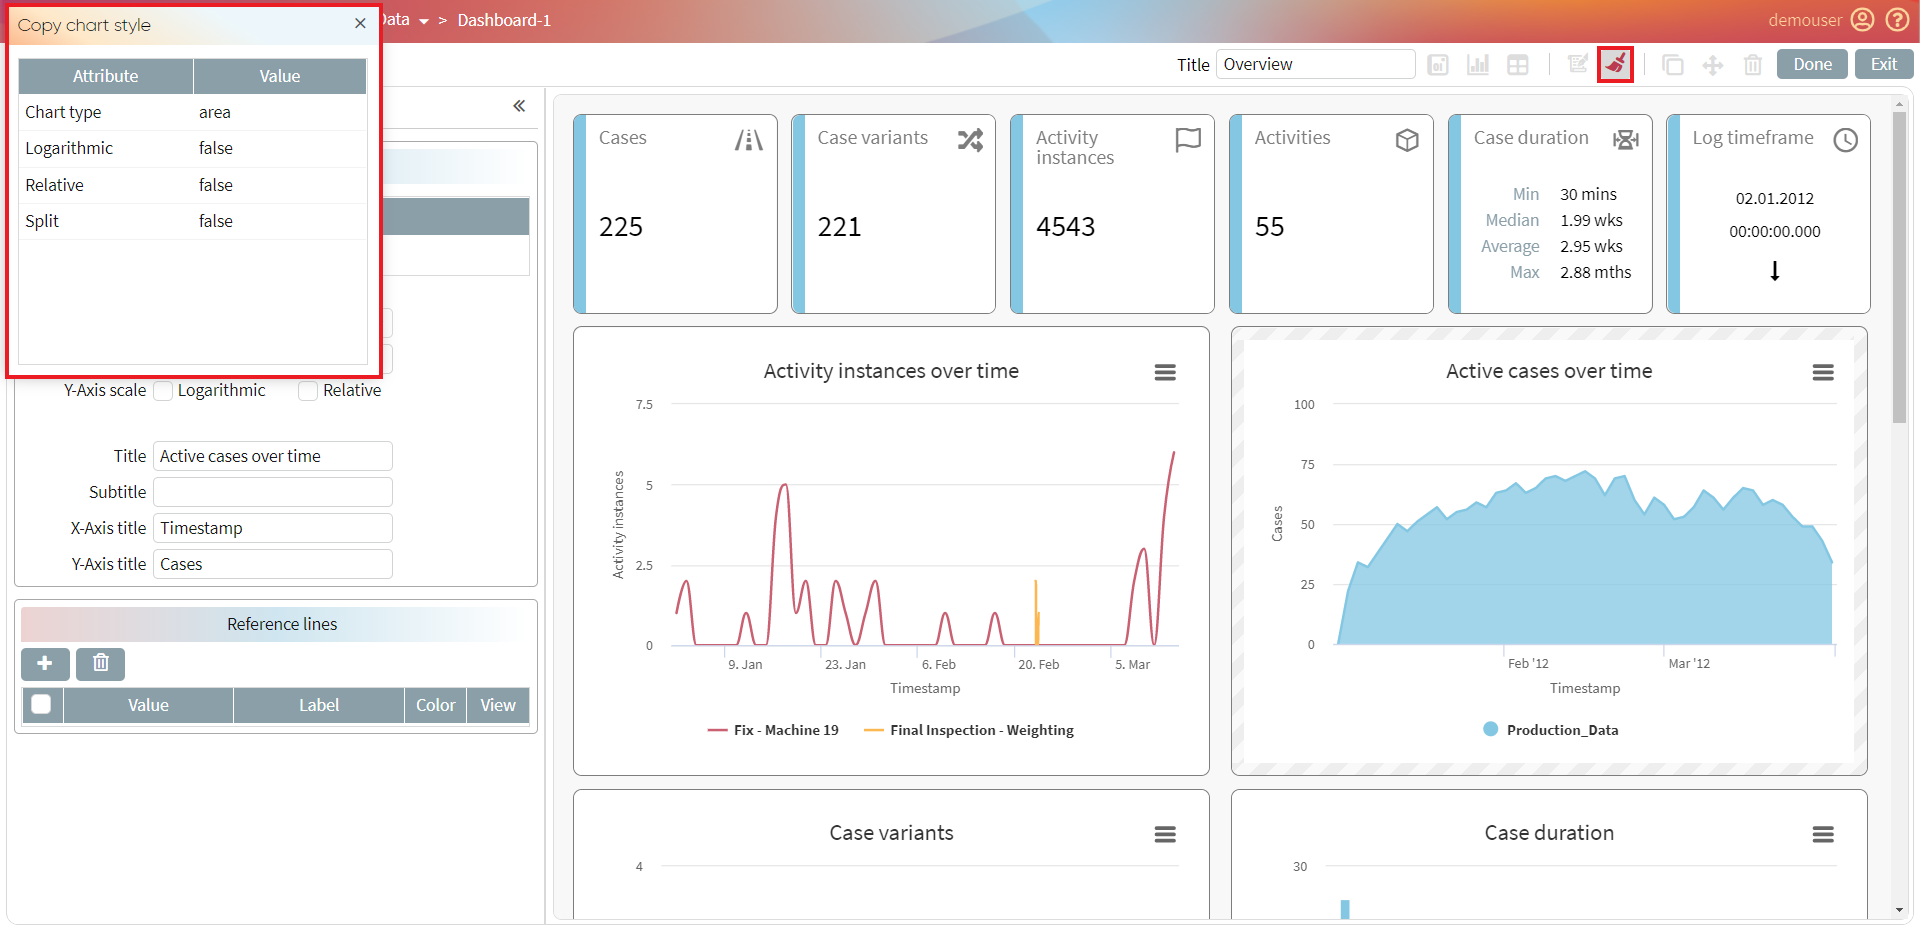 Copy chart style
Data > Dashboard-1
demouser
Attribute Value
Chart type area
Logarithmic false
Relative false
Split false
Title Overview
Done Exit
Y-Axis scale Logarithmic Relative
Title Active cases over time
Subtitle
X-Axis title Timestamp
Y-Axis title Cases
Reference lines
Value Label Color View
Cases
225
Case variants
221
Activity
instances
4543
Activities
55
Case duration
Min 30 mins
Median 1.99 wks
Average 2.95 wks
Max 2.88 mths
Log timeframe
02.01.2012
00:00:00.000
Activity instances over time
7.5
5
2.5
0
Activity instances
9. Jan 23. Jan 6. Feb 20. Feb 5. Mar
Timestamp
Fix - Machine 19 Final Inspection - Weighting
Active cases over time
100
75
50
25
0
Cases
Feb '12 Mar '12
Timestamp
Production_Data
Case variants
4
Case duration
30